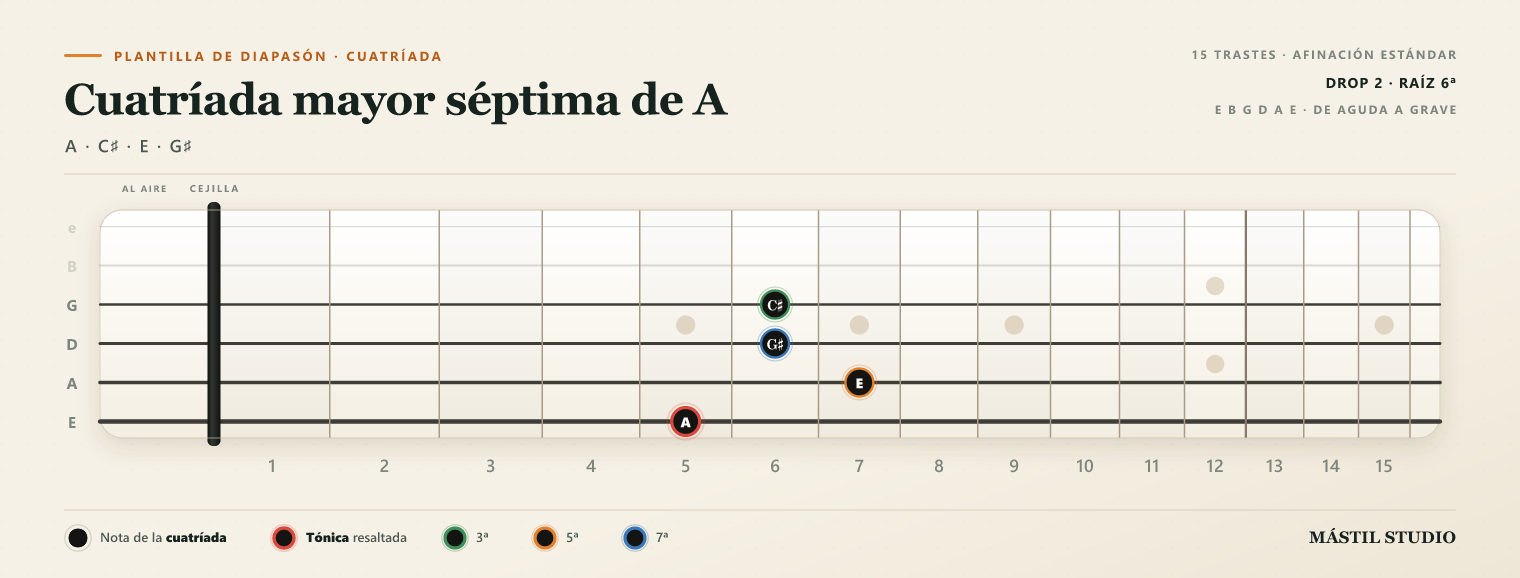 PLANTILLA DE DIAPASÓN · CUATRÍADA
15 TRASTES · AFINACIÓN ESTÁNDAR
Cuatríada mayor séptima de A
DROP 2 · RAÍZ 6ª
E B G D A E · DE AGUDA A GRAVE
A · C♯ · E · G♯
AL AIRE CEJILLA
e
B
G C♯
D G♯
A E
E A
1 2 3 4 5 6 7 8 9 10 11 12 13 14 15
Nota de la cuatríada Tónica resaltada 3ª 5ª 7ª MÁSTIL STUDIO